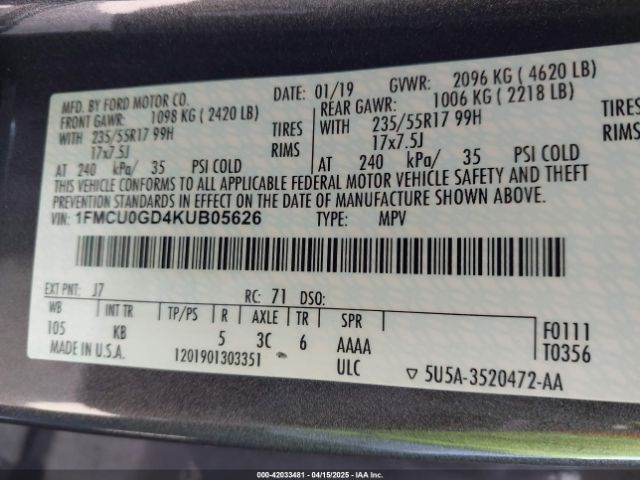 MFD. BY FORD MOTOR CO. DATE: 01/19 GVWR: 2096 KG ( 4620 LB)
FRONT GAWR: 1098 KG ( 2420 LB) REAR GAWR: 1006 KG ( 2218 LB)
WITH 235/55R17 99H TIRES WITH 235/55R17 99H TIRES
17x7.5J RIMS 17x7.5J RIMS
AT 240 kPa/ 35 PSI COLD AT 240 kPa/ 35 PSI COLD
THIS VEHICLE CONFORMS TO ALL APPLICABLE FEDERAL MOTOR VEHICLE SAFETY AND THEFT
PREVENTION STANDARDS IN EFFECT ON THE DATE OF MANUFACTURE SHOWN ABOVE.
VIN: 1FMCU0GD4KUB05626 TYPE: MPV
EXT PNT: J7 RC: 71 DSO:
WB INT TR TP/PS R AXLE TR SPR
105 KB 5 3C 6 AAAA F0111
MADE IN U.S.A. 1201901303351 ULC T0356
▽ 5U5A-3520472-AA
000-42033481 - 04/15/2025 - IAA Inc.